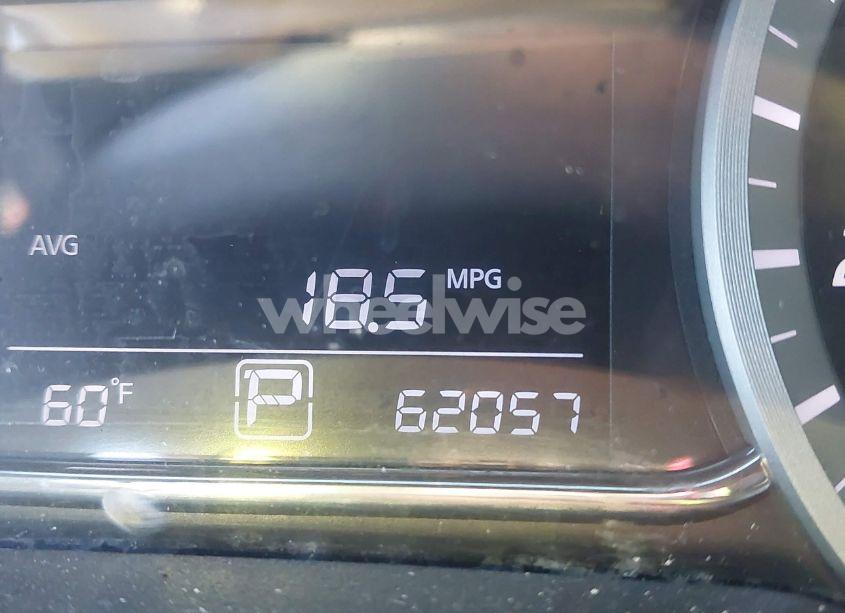 AVG
18.5 MPG
wheelwise
60°F P 62057